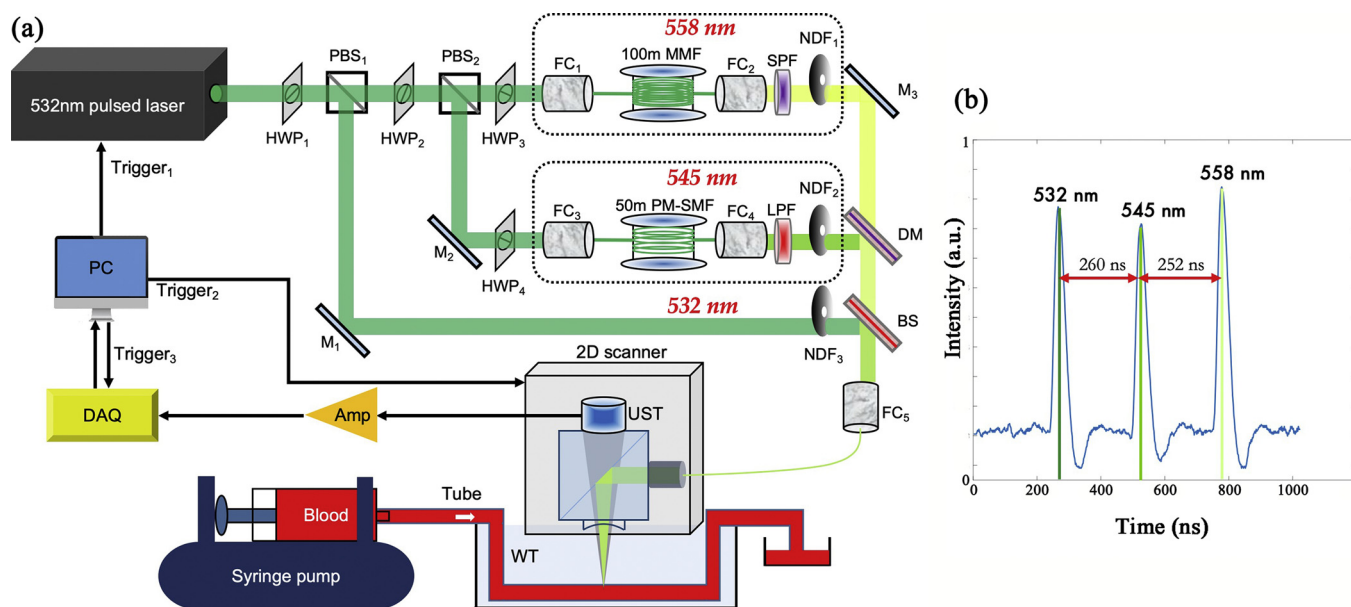 (a)
558 nm
NDF₁
PBS₁
PBS₂
100m MMF
FC₁
FC₂
SPF
M₃
532nm pulsed laser
HWP₁
HWP₂
HWP₃
Trigger₁
545 nm
NDF₂
50m PM-SMF
FC₃
FC₄
LPF
DM
M₂
HWP₄
PC
Trigger₂
532 nm
BS
M₁
NDF₃
Trigger₃
2D scanner
DAQ
Amp
UST
FC₅
Tube
Blood
WT
Syringe pump
(b)
1
558 nm
532 nm
545 nm
260 ns
252 ns
Intensity (a.u.)
0
0
200
400
600
800
1000
Time (ns)